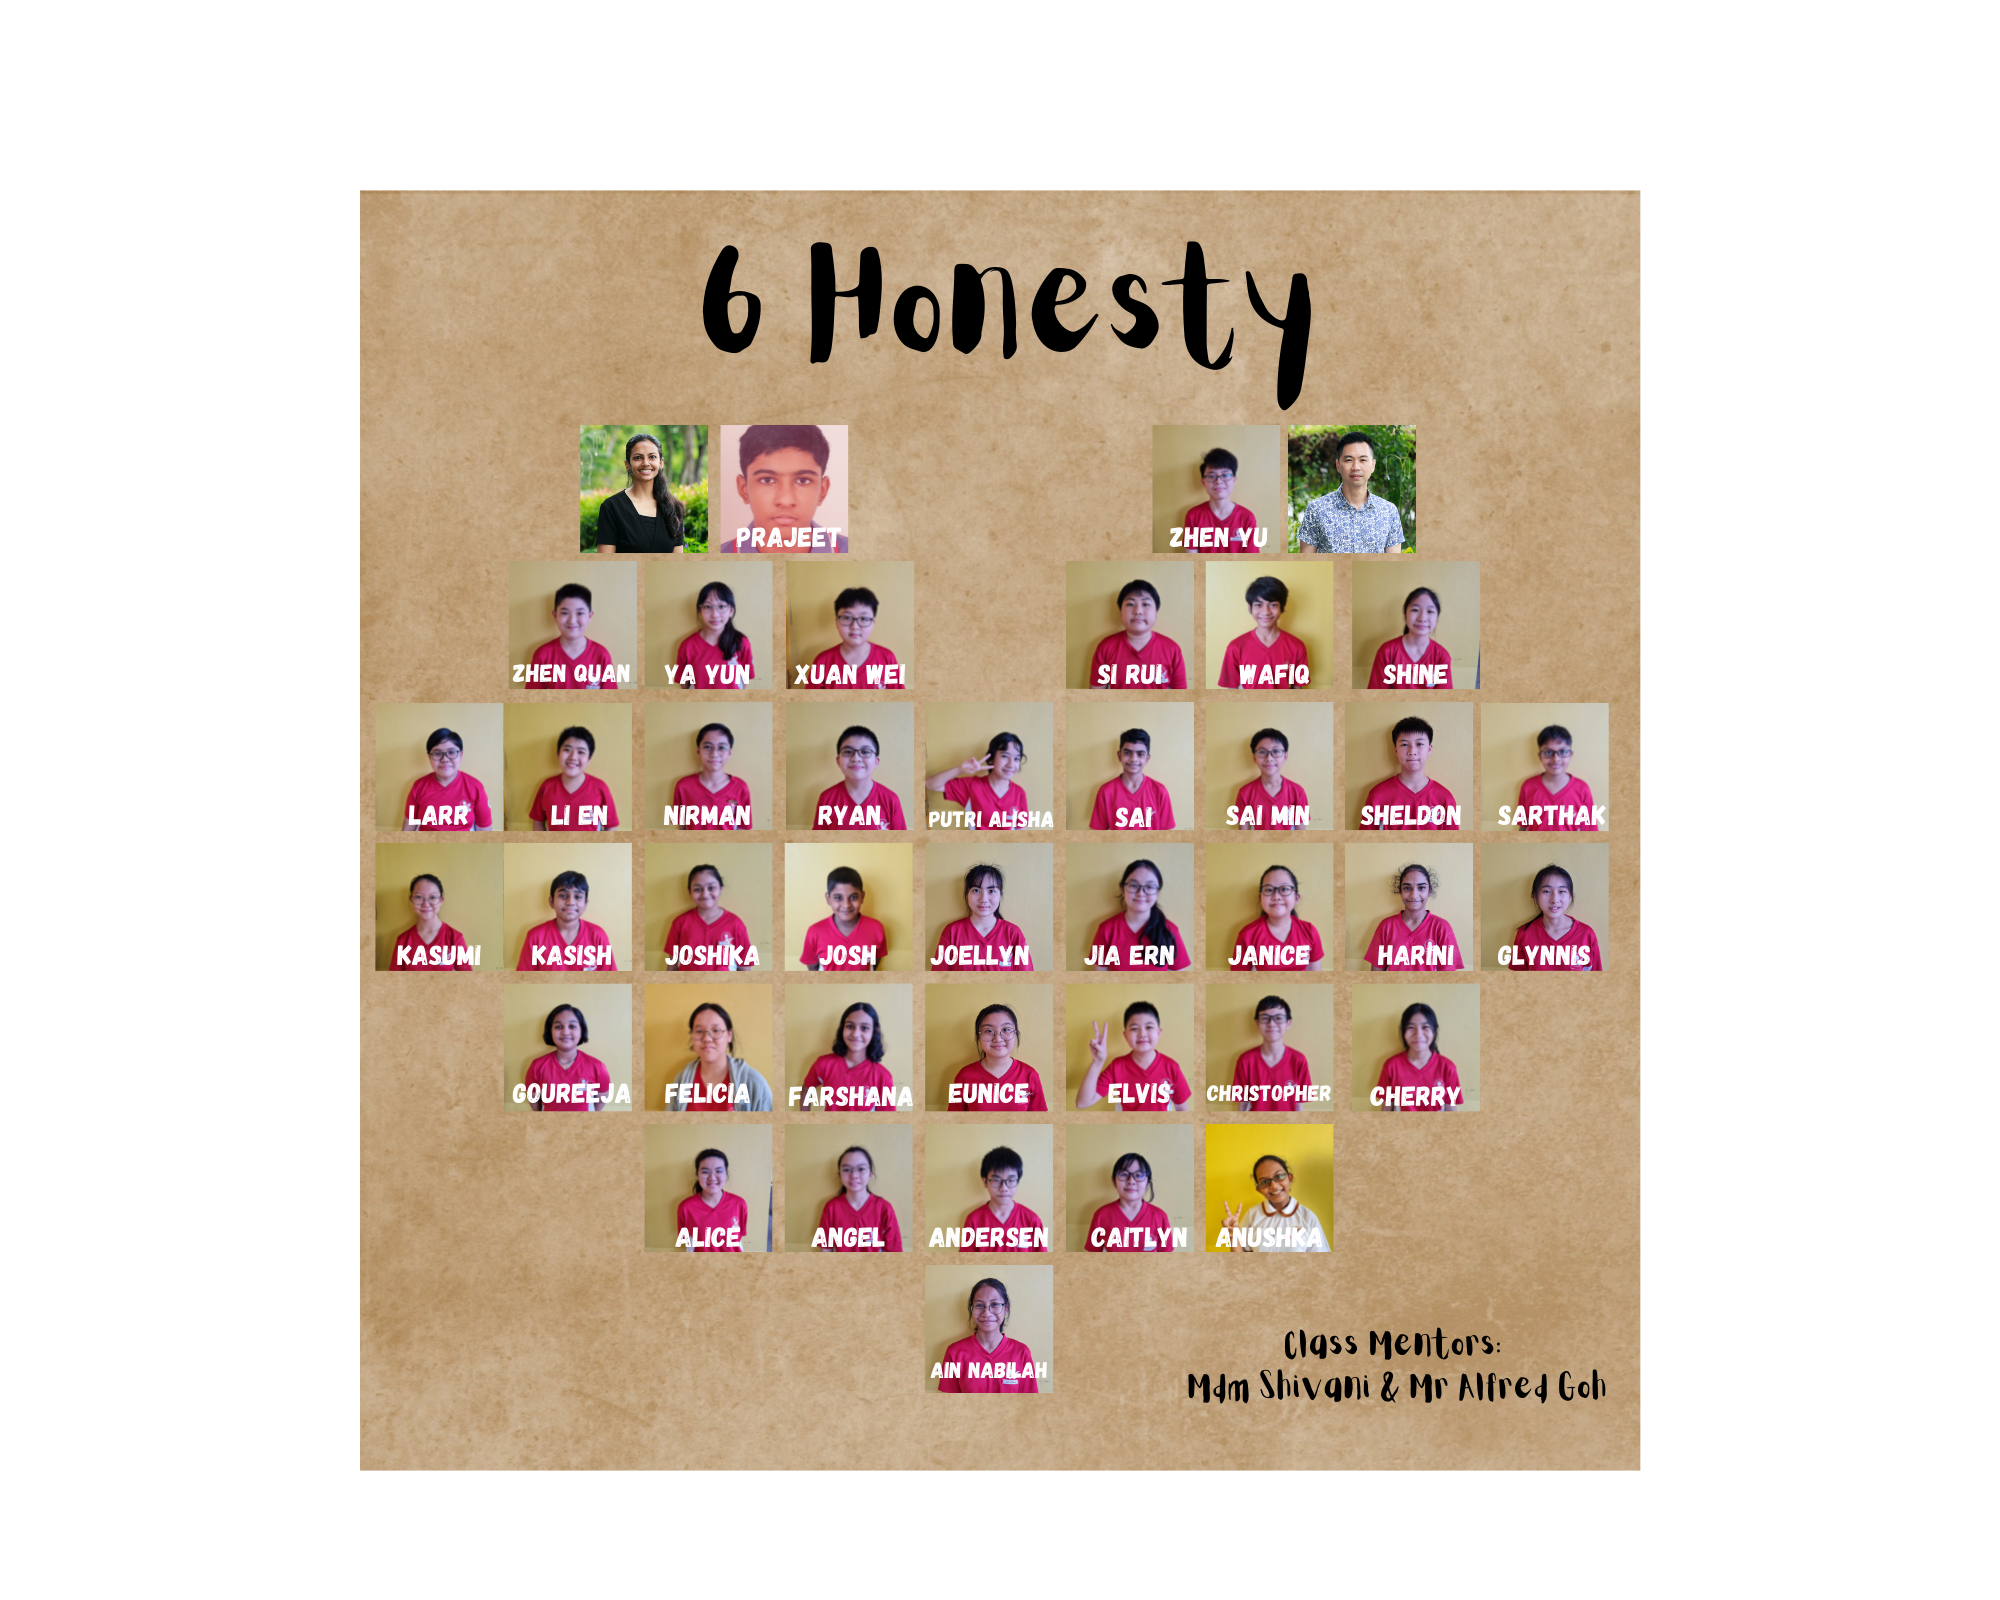 6 Honesty
PRAJEET
ZHEN YU
ZHEN QUAN
YA YUN
XUAN WEI
SI RUI
WAFIQ
SHINE
LARR
LI EN
NIRMAN
RYAN
PUTRI ALISHA
SAI
SAI MIN
SHELDON
SARTHAK
KASUMI
KASISH
JOSHIKA
JOSH
JOELLYN
JIA ERN
JANICE
HARINI
GLYNNIS
GOUREEJA
FELICIA
FARSHANA
EUNICE
ELVIS
CHRISTOPHER
CHERRY
ALICE
ANGEL
ANDERSEN
CAITLYN
ANUSHKA
AIN NABILAH
Class Mentors:
Mdm Shivani & Mr Alfred Goh